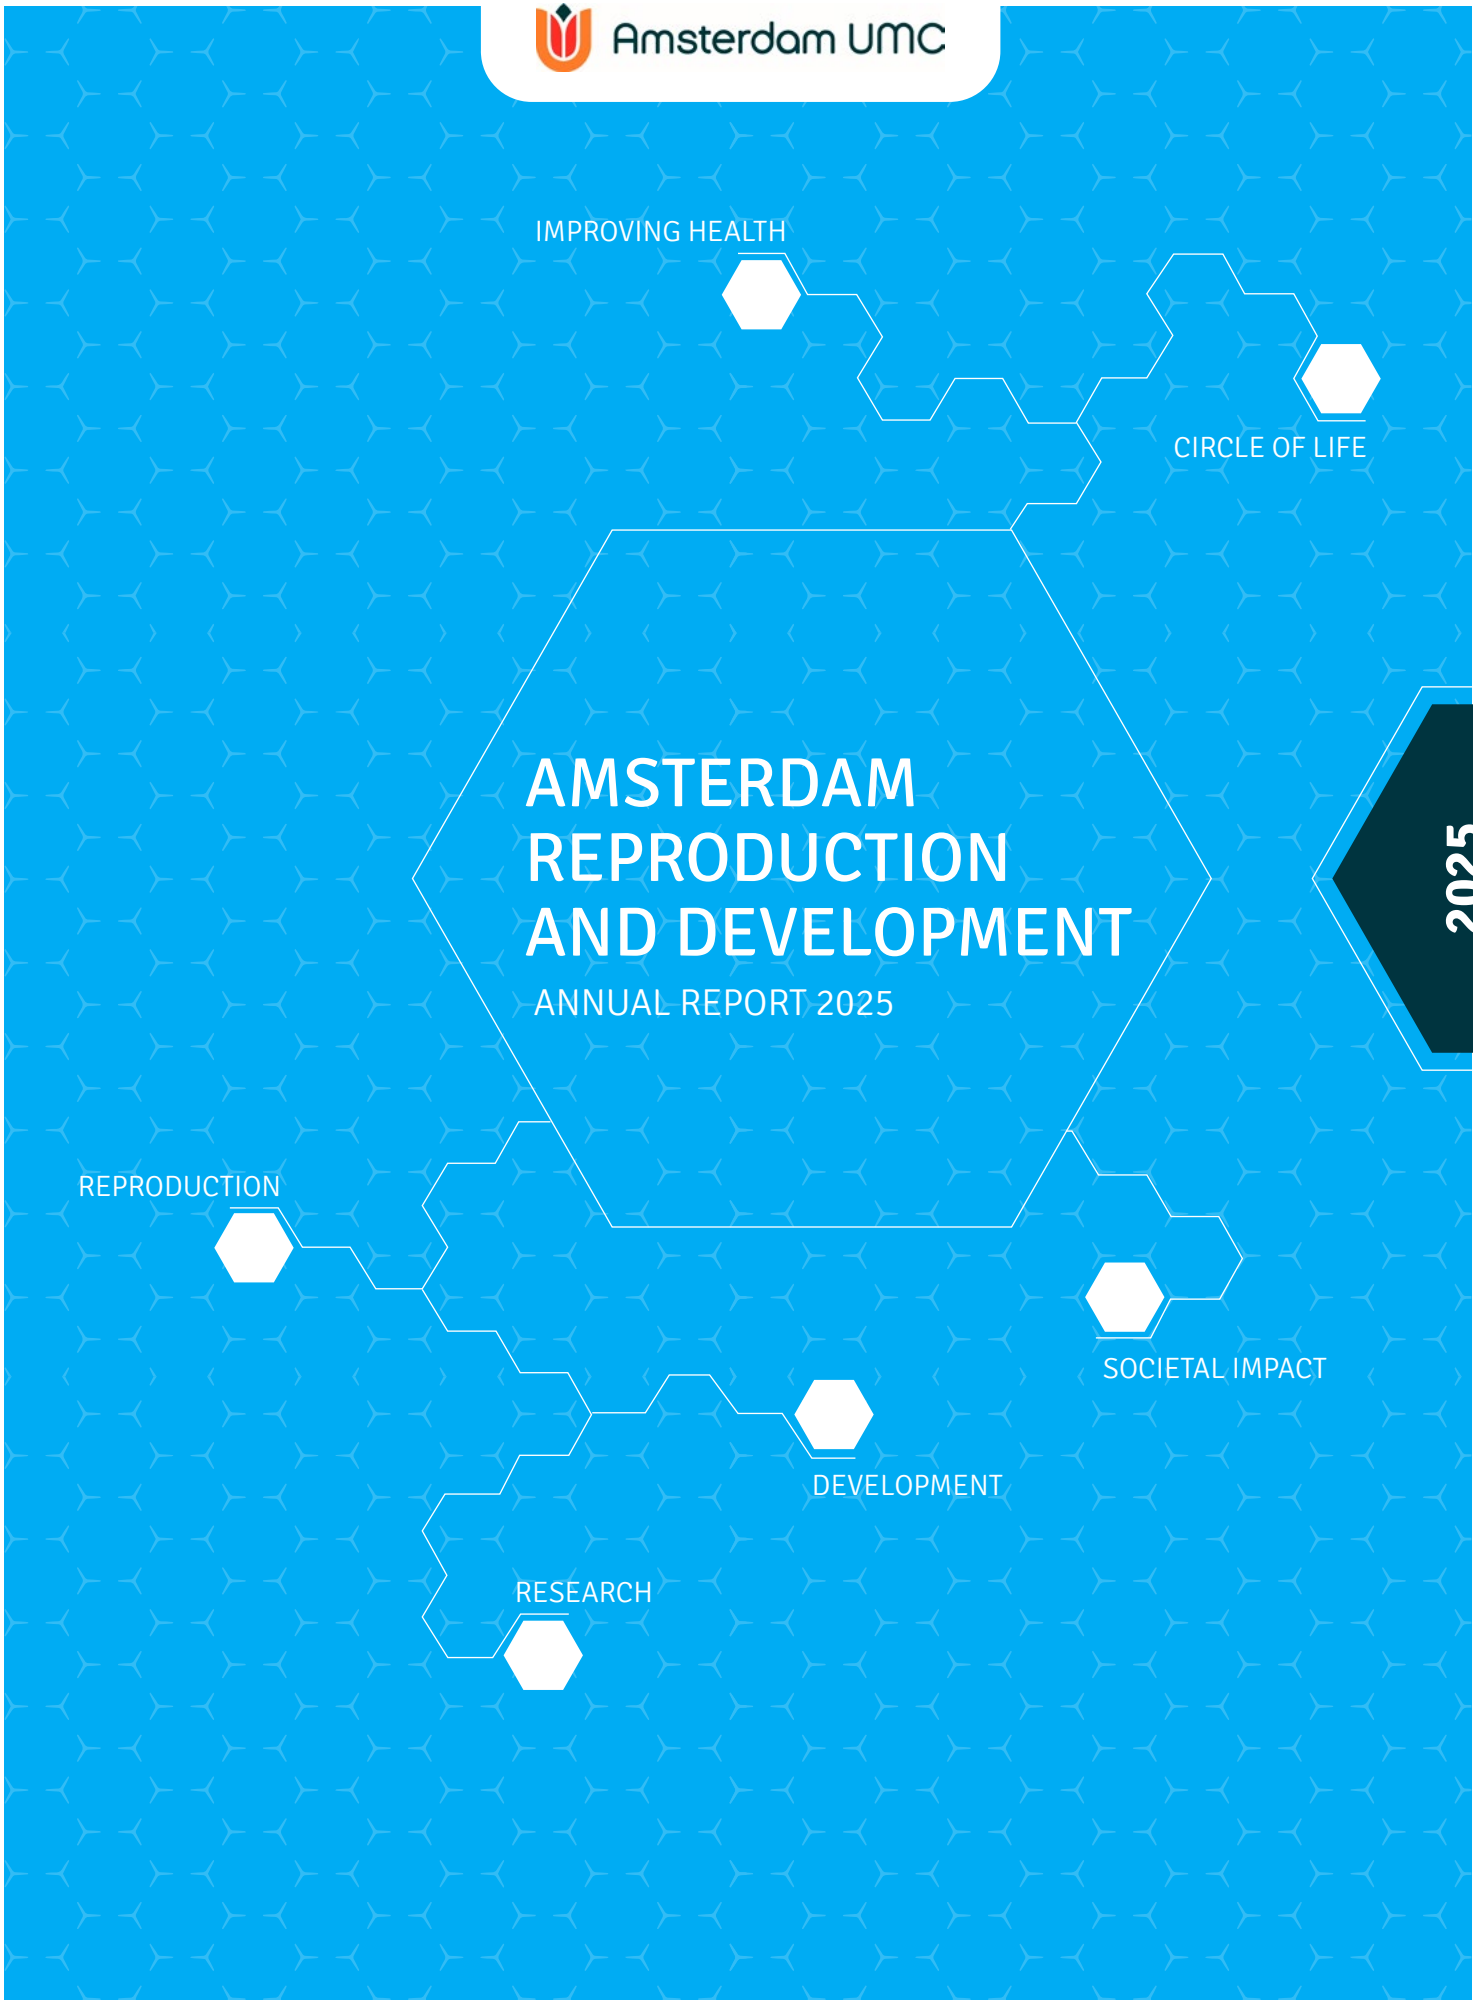 Amsterdam UMC
IMPROVING HEALTH
CIRCLE OF LIFE
AMSTERDAM
REPRODUCTION
AND DEVELOPMENT
ANNUAL REPORT 2025
2025
REPRODUCTION
SOCIETAL IMPACT
DEVELOPMENT
RESEARCH